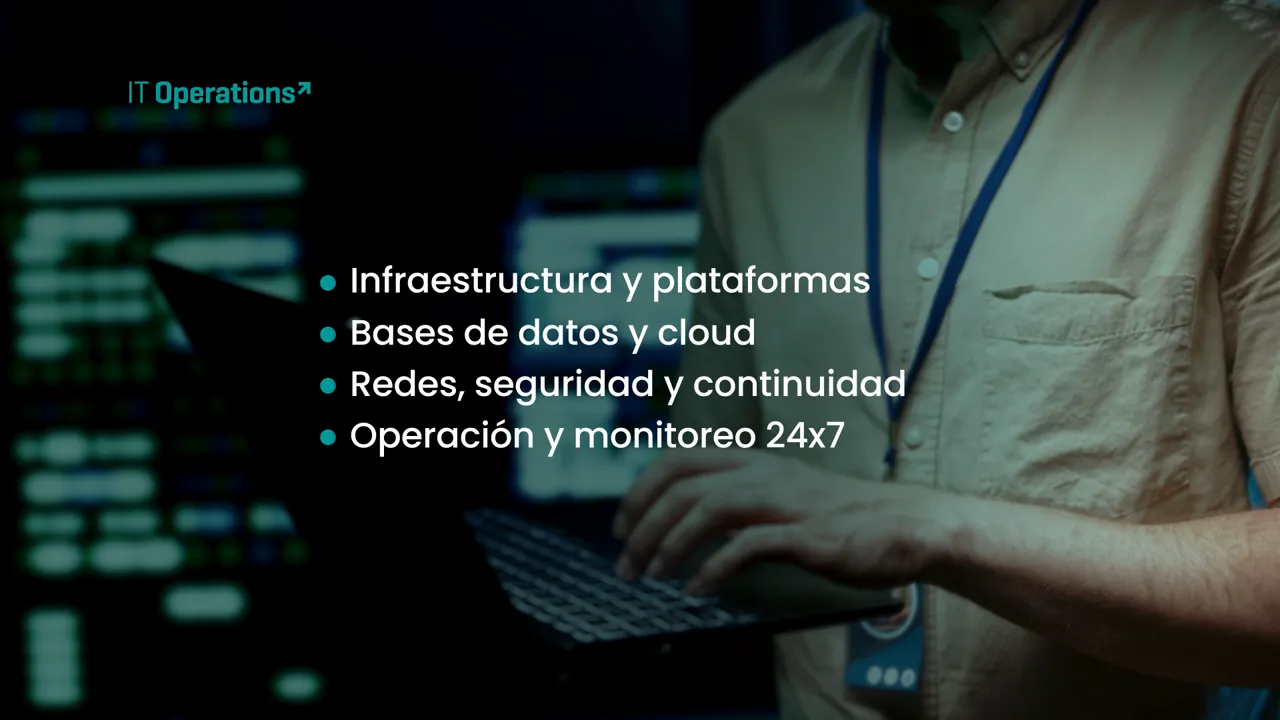 IT Operations
Infraestructura y plataformas
Bases de datos y cloud
Redes, seguridad y continuidad
Operación y monitoreo 24x7